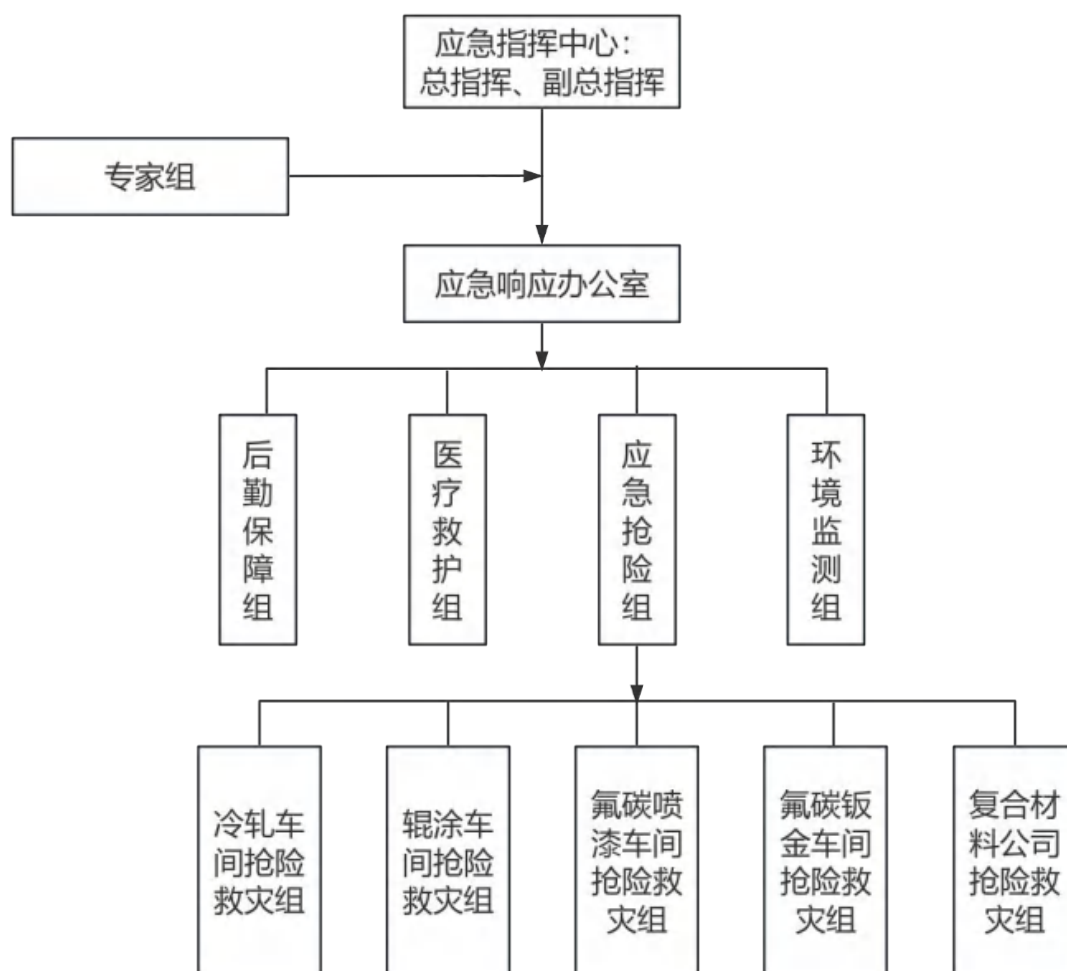 应急指挥中心：
总指挥、副总指挥
专家组
应急响应办公室
后勤保障组
医疗救护组
应急抢险组
环境监测组
冷轧车
间抢险
救灾组
辊涂车
间抢险
救灾组
氟碳喷
漆车间
抢险救
灾组
氟碳钣
金车间
抢险救
灾组
复合材
料公司
抢险救
灾组